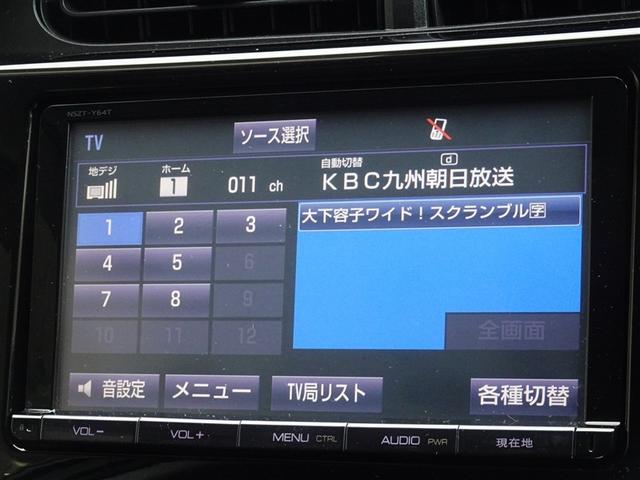 NSZT-Y64T
TV ソース選択
地デジ ホーム 自動切替 d
1 011 ch KBC九州朝日放送
大下容子ワイド！スクランブル字
1 2 3
4 5 6
7 8 9
10 11 12
全画面
音設定 メニュー TV局リスト 各種切替
VOL− VOL+ MENU CTRL AUDIO PWR 現在地